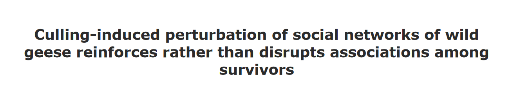 Culling-induced perturbation of social networks of wild
geese reinforces rather than disrupts associations among
survivors